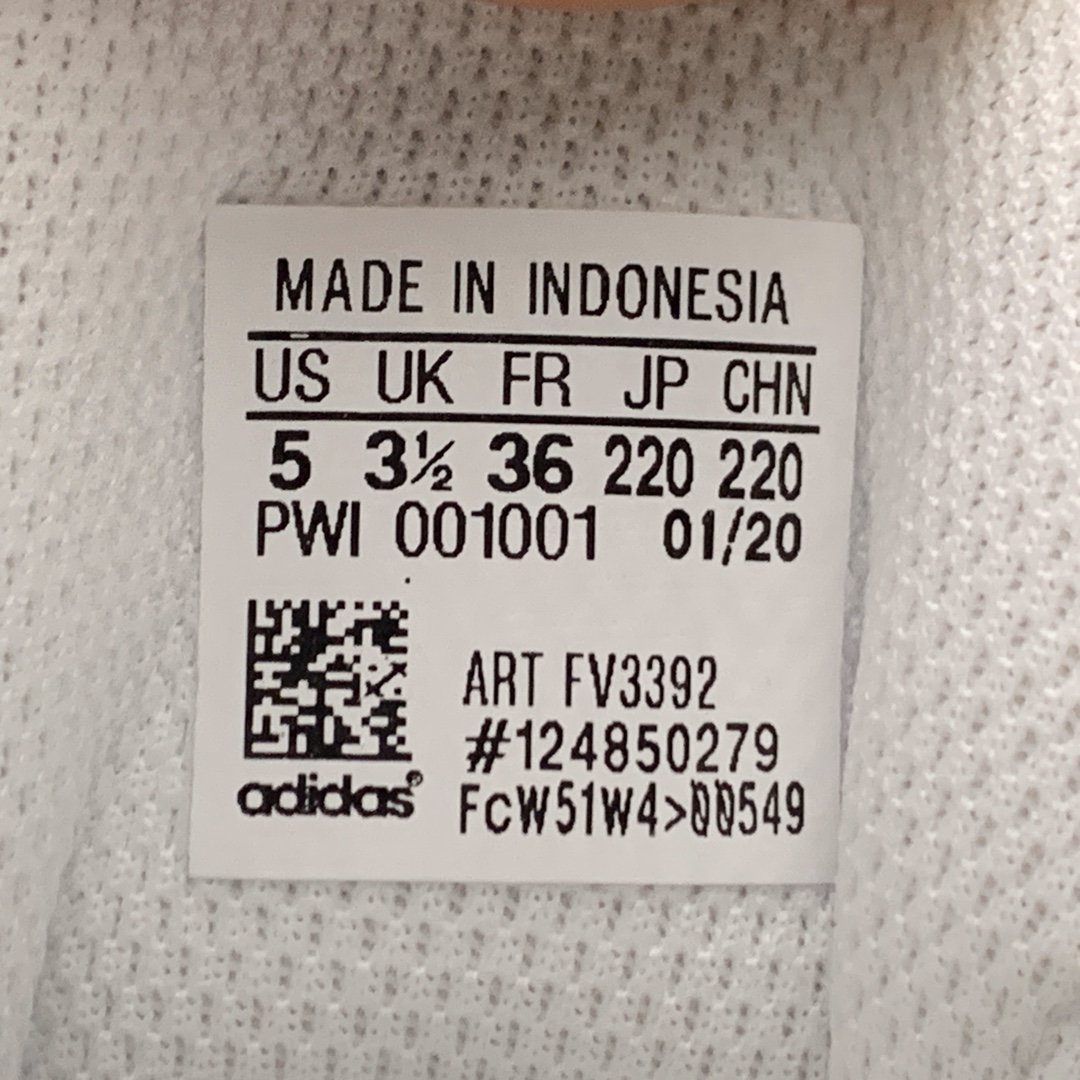 MADE IN INDONESIA
US UK FR JP CHN
5 3½ 36 220 220
PWI 001001 01/20
ART FV3392
#124850279
adidas®
FcW51W4>00549